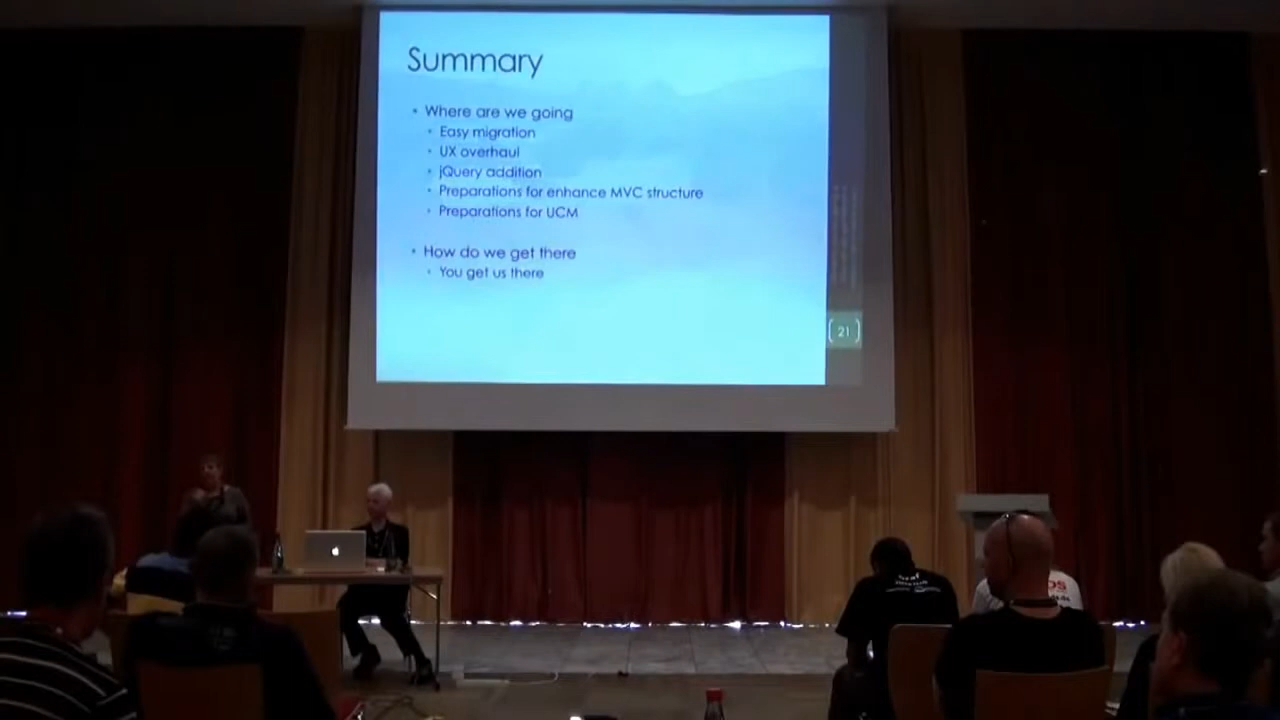 Summary
• Where are we going
• Easy migration
• UX overhaul
• jQuery addition
• Preparations for enhance MVC structure
• Preparations for UCM
• How do we get there
• You get us there
21